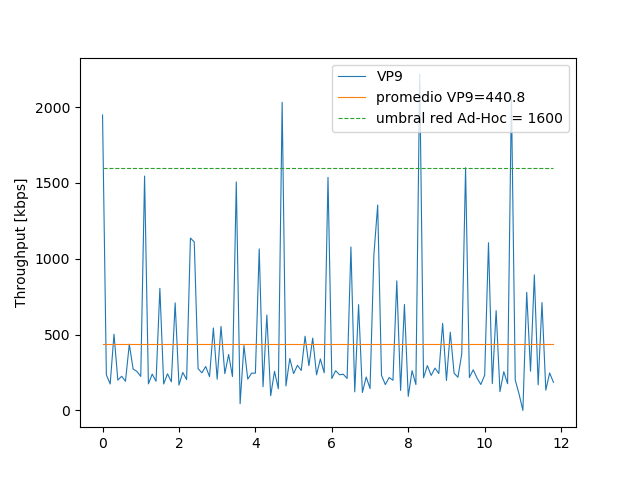 VP9
promedio VP9=440.8
umbral red Ad-Hoc = 1600
2000
1500
1000
500
0
Throughput [kbps]
0 2 4 6 8 10 12